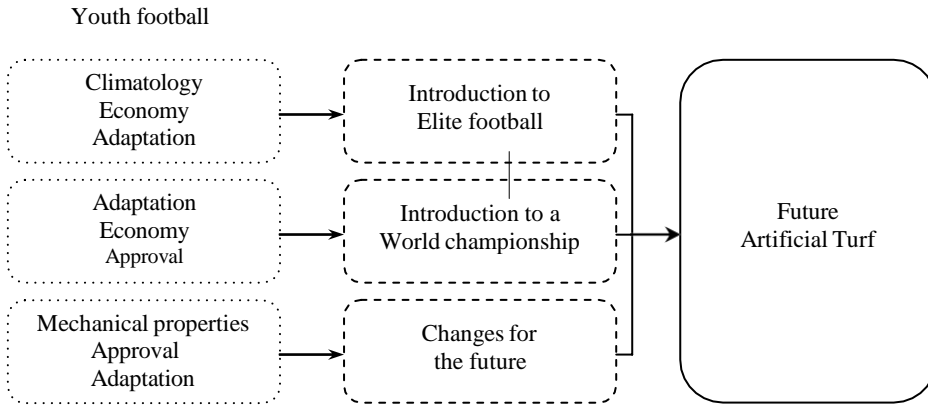 Youth football
Climatology
Economy
Adaptation
Introduction to
Elite football
Adaptation
Economy
Approval
Introduction to a
World championship
Mechanical properties
Approval
Adaptation
Changes for
the future
Future
Artificial Turf